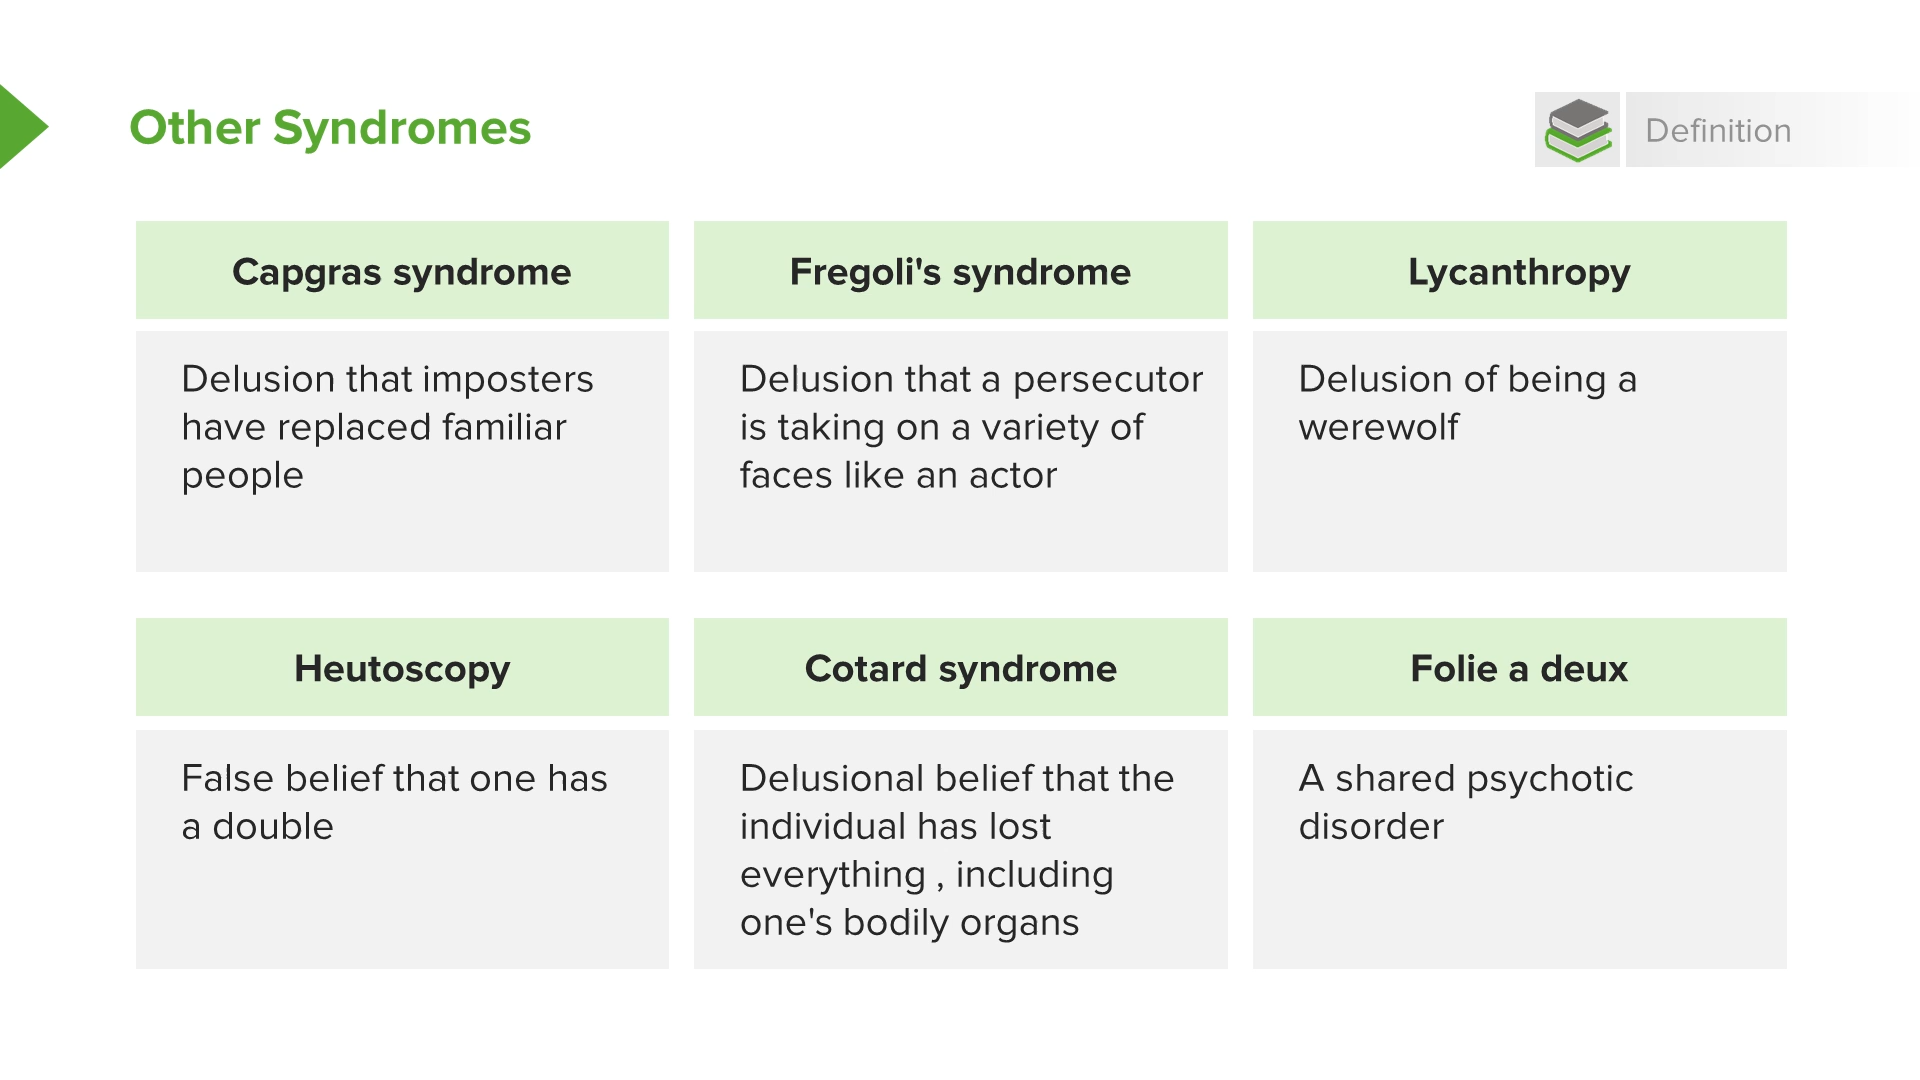 Other Syndromes
Definition
Capgras syndrome
Delusion that imposters
have replaced familiar
people
Fregoli's syndrome
Delusion that a persecutor
is taking on a variety of
faces like an actor
Lycanthropy
Delusion of being a
werewolf
Heutoscopy
False belief that one has
a double
Cotard syndrome
Delusional belief that the
individual has lost
everything , including
one's bodily organs
Folie a deux
A shared psychotic
disorder